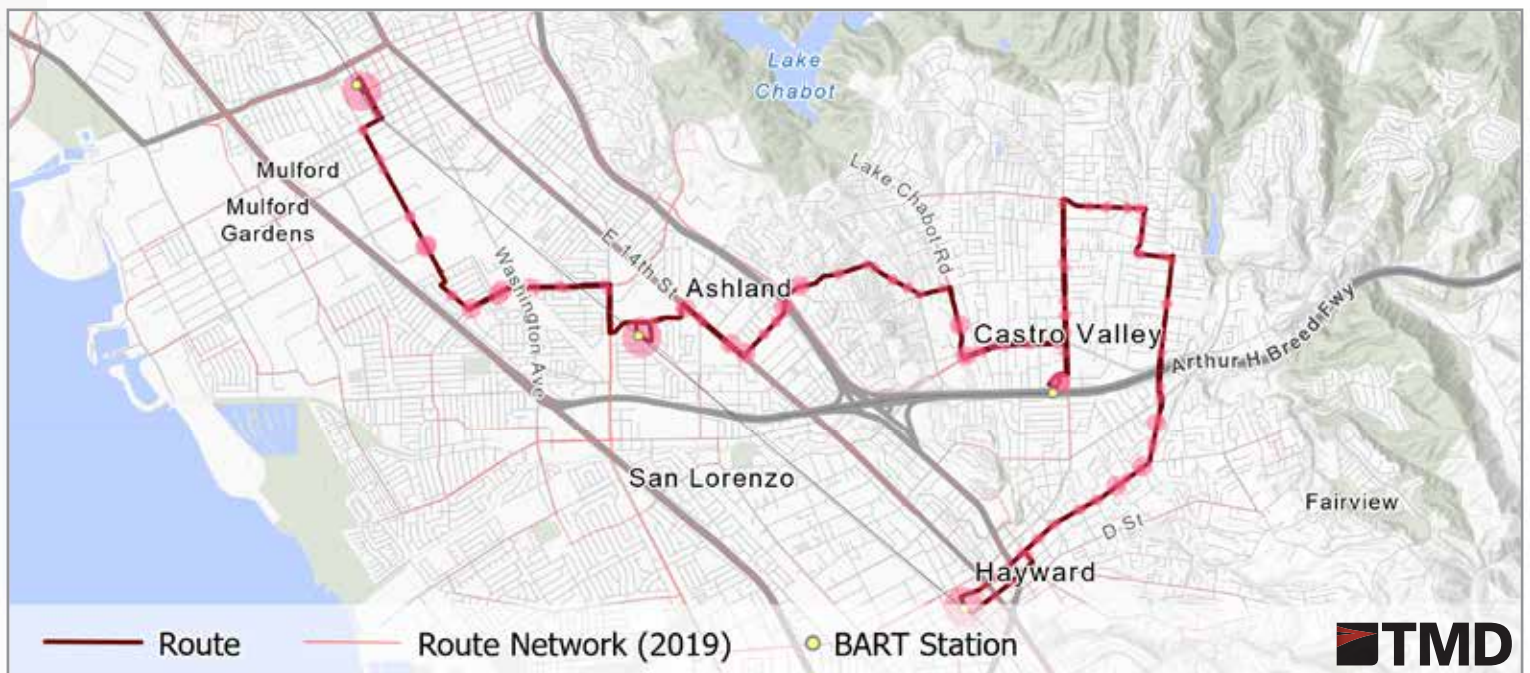 Lake
Chabot
Mulford
Mulford
Gardens
Lake Chabot Rd
Washington Ave
E 14th St
Ashland
Castro Valley
Arthur H Breed Fwy
San Lorenzo
Fairview
D St
Hayward
Route
Route Network (2019)
BART Station
TMD